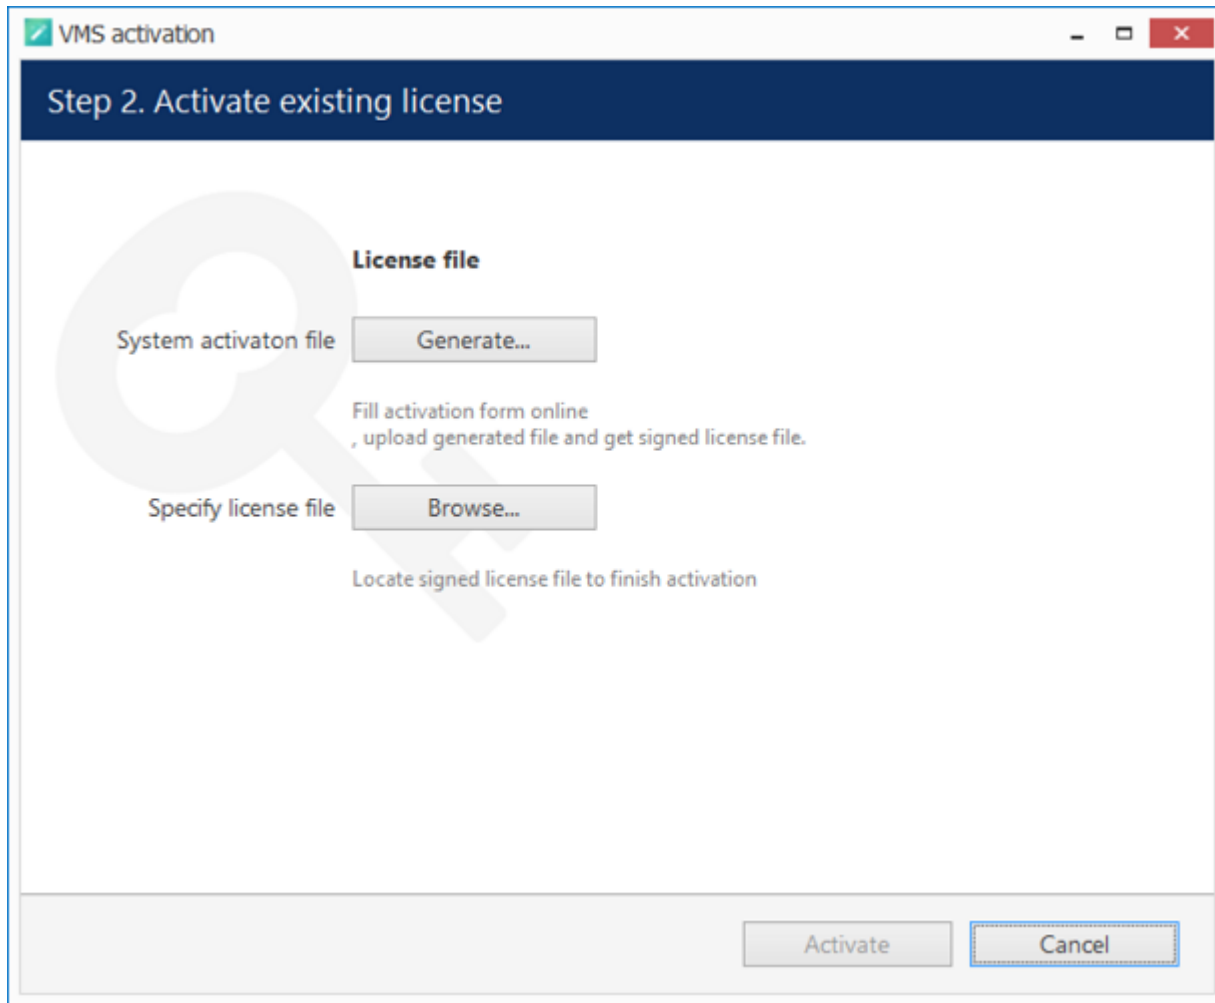 VMS activation
Step 2. Activate existing license
License file
System activaton file
Generate...
Fill activation form online
, upload generated file and get signed license file.
Specify license file
Browse...
Locate signed license file to finish activation
Activate
Cancel